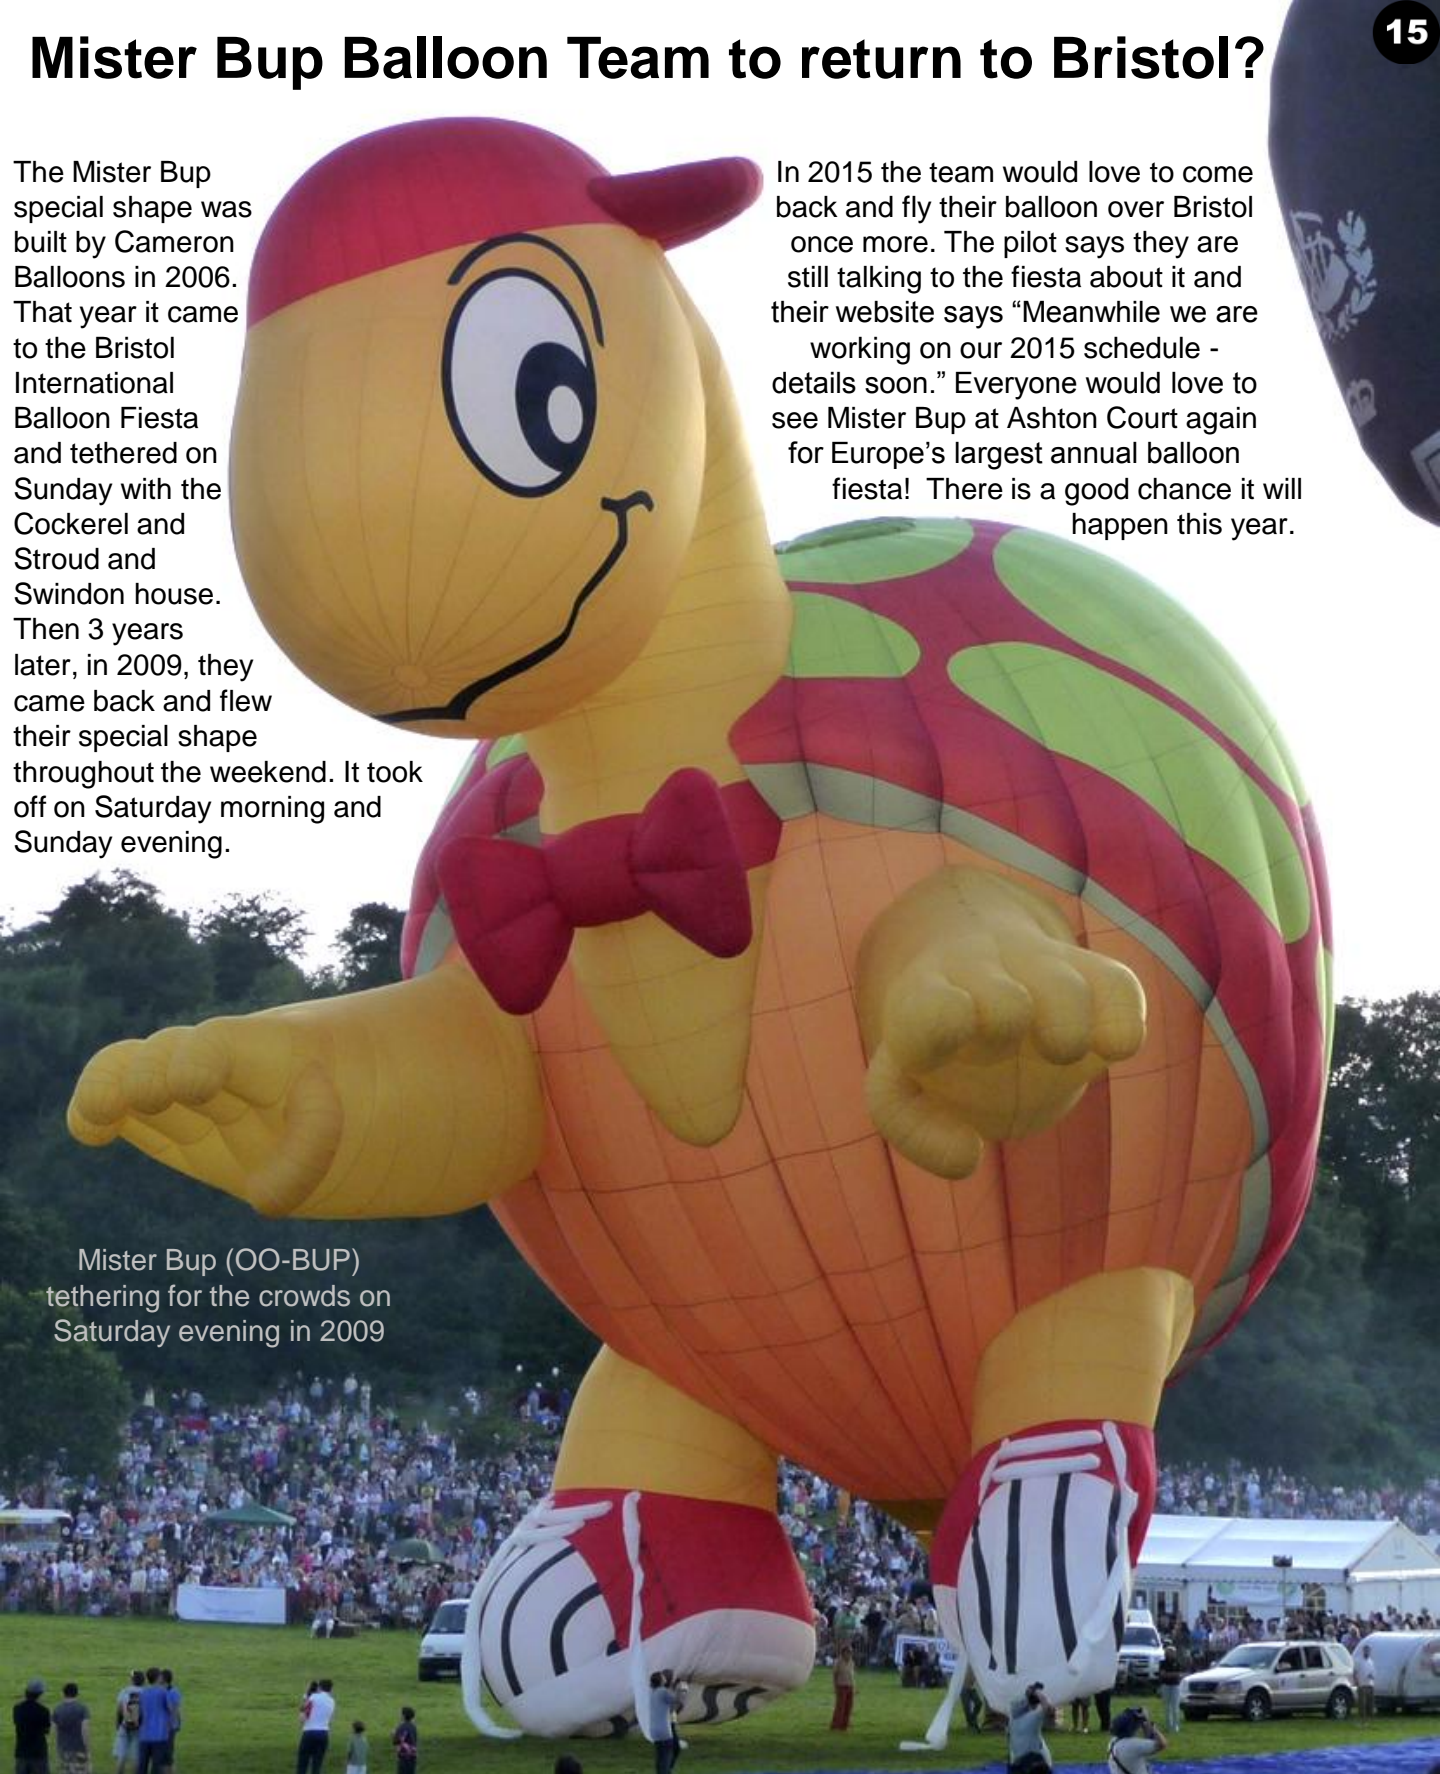 15
Mister Bup Balloon Team to return to Bristol?
The Mister Bup
special shape was
built by Cameron
Balloons in 2006.
That year it came
to the Bristol
International
Balloon Fiesta
and tethered on
Sunday with the
Cockerel and
Stroud and
Swindon house.
Then 3 years
later, in 2009, they
came back and flew
their special shape
throughout the weekend. It took
off on Saturday morning and
Sunday evening.
In 2015 the team would love to come
back and fly their balloon over Bristol
once more. The pilot says they are
still talking to the fiesta about it and
their website says “Meanwhile we are
working on our 2015 schedule -
details soon.” Everyone would love to
see Mister Bup at Ashton Court again
for Europe’s largest annual balloon
fiesta!  There is a good chance it will
happen this year.
Mister Bup (OO-BUP)
tethering for the crowds on
Saturday evening in 2009